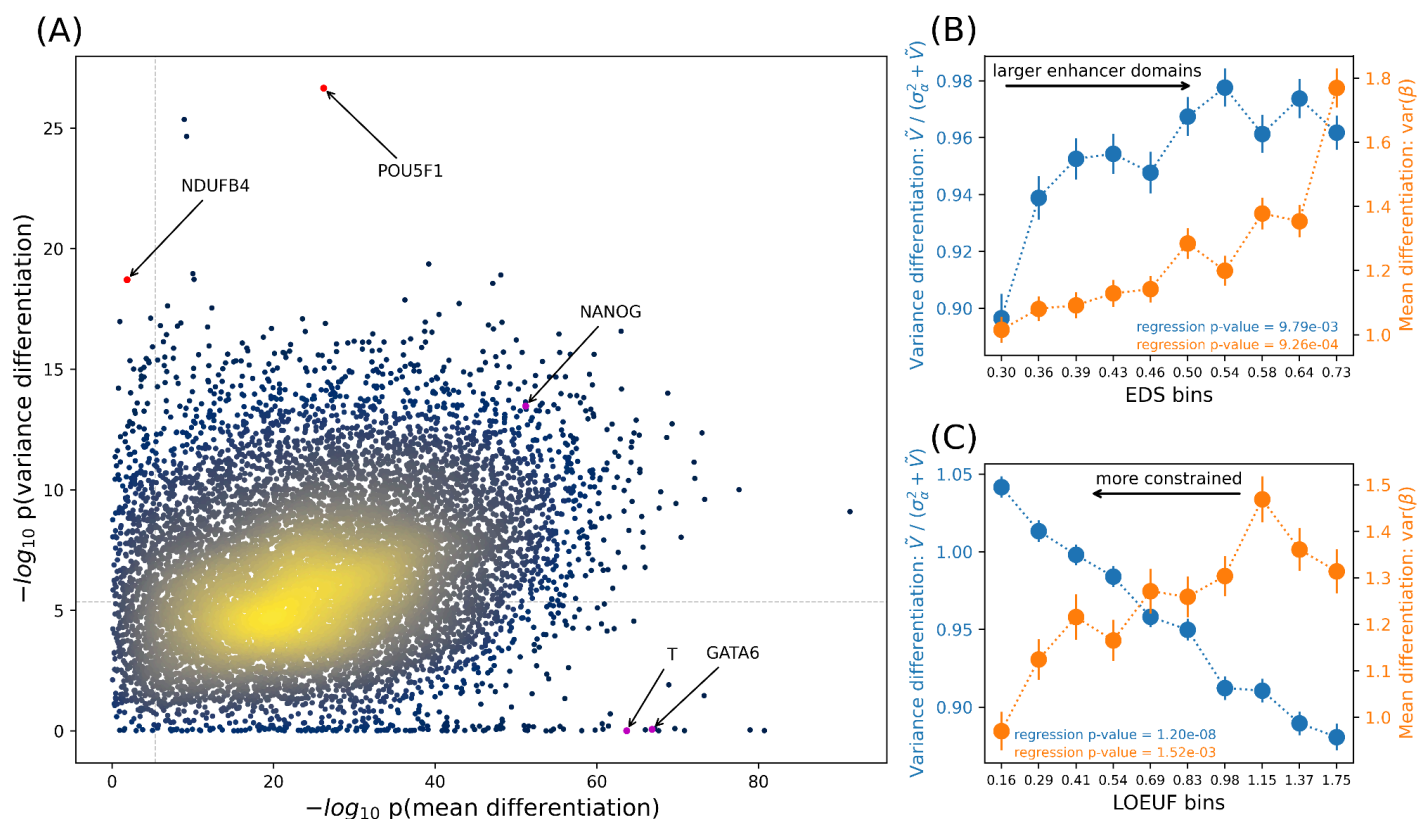 (A)
25
20
15
10
5
0
0 20 40 60 80
−log10 p(variance differentiation)
−log10 p(mean differentiation)
POU5F1
NDUFB4
NANOG
T
GATA6
(B)
Variance differentiation: Ṽ / (σ²α + Ṽ)
0.98
0.96
0.94
0.92
0.90
larger enhancer domains
regression p-value = 9.79e-03
regression p-value = 9.26e-04
1.8
1.6
1.4
1.2
1.0
Mean differentiation: var(β)
0.30 0.36 0.39 0.43 0.46 0.50 0.54 0.58 0.64 0.73
EDS bins
(C)
Variance differentiation: Ṽ / (σ²α + Ṽ)
1.05
1.00
0.95
0.90
more constrained
regression p-value = 1.20e-08
regression p-value = 1.52e-03
1.5
1.4
1.3
1.2
1.1
1.0
Mean differentiation: var(β)
0.16 0.29 0.41 0.54 0.69 0.83 0.98 1.15 1.37 1.75
LOEUF bins